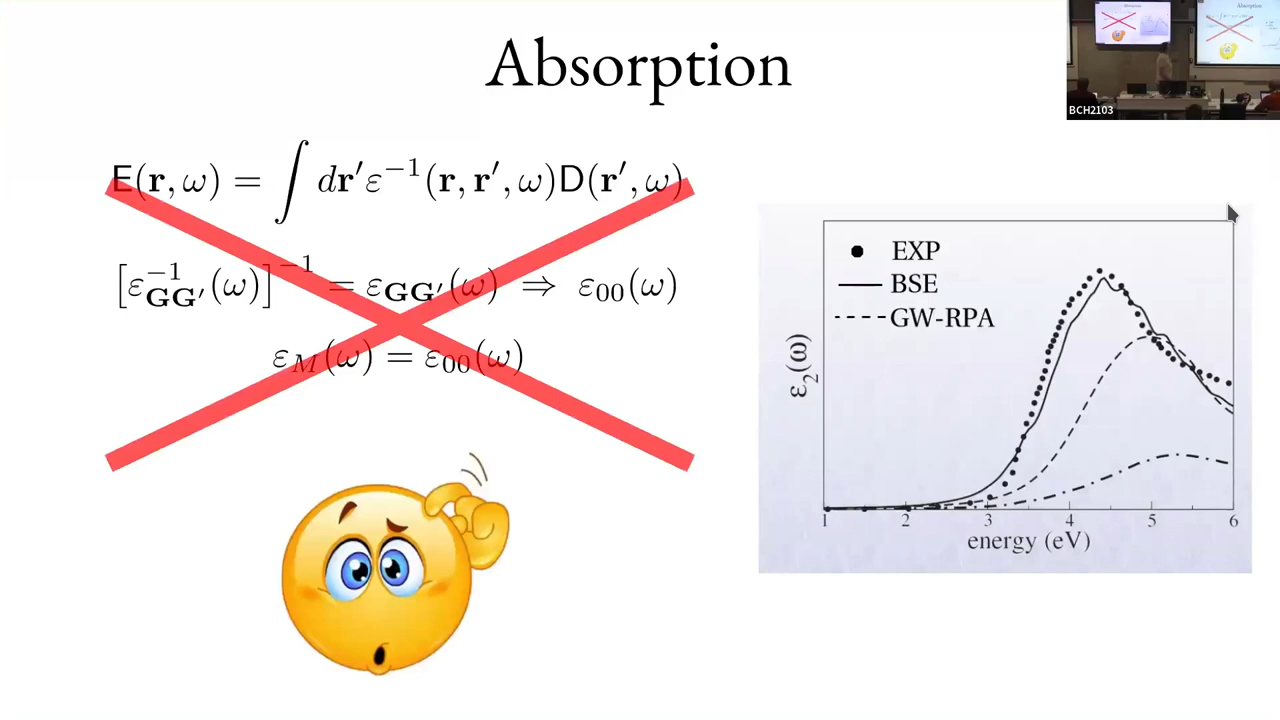 Absorption
BCH2103
E(r, ω) = ∫ dr′ε⁻¹(r, r′, ω)D(r′, ω)
[ε⁻¹GG′(ω)]⁻¹ = εGG′(ω) ⇒ ε00(ω)
εM(ω) = ε00(ω)
EXP
BSE
GW-RPA
ε2(ω)
1 2 3 4 5 6
energy (eV)